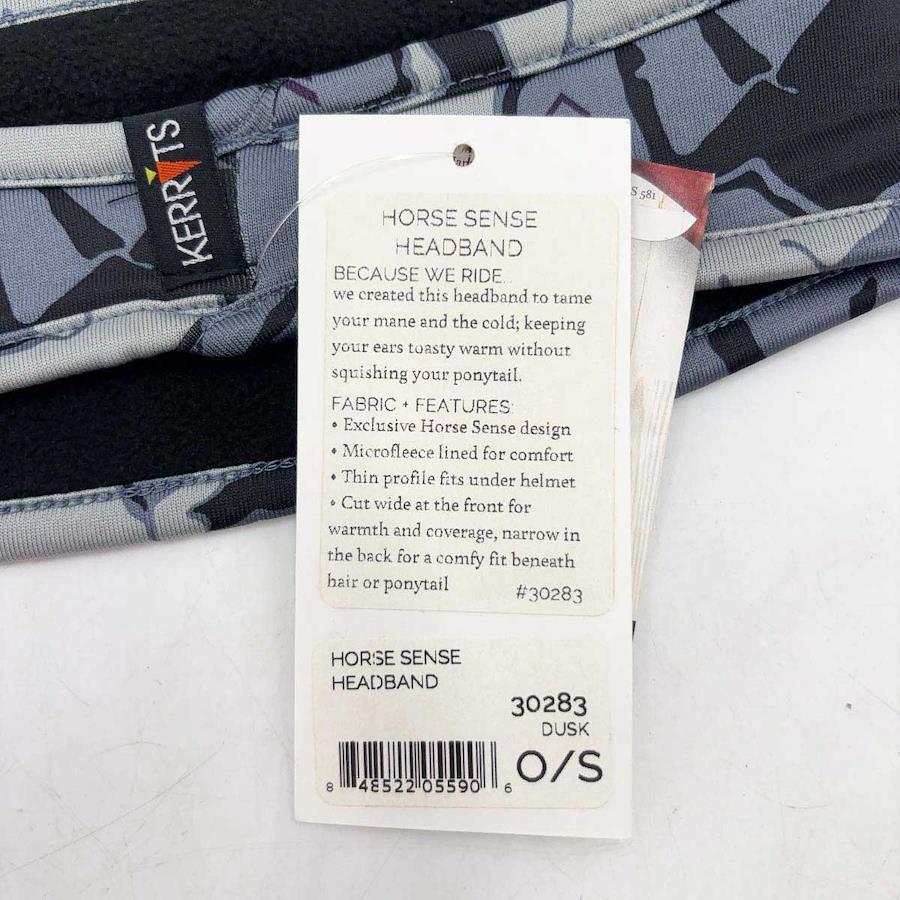 KERRITS
S 581
HORSE SENSE
HEADBAND
BECAUSE WE RIDE...
we created this headband to tame
your mane and the cold; keeping
your ears toasty warm without
squishing your ponytail.
FABRIC + FEATURES:
• Exclusive Horse Sense design
• Microfleece lined for comfort
• Thin profile fits under helmet
• Cut wide at the front for
warmth and coverage, narrow in
the back for a comfy fit beneath
hair or ponytail
#30283
HORSE SENSE
HEADBAND
30283
DUSK
O/S
8 48522 05590 6